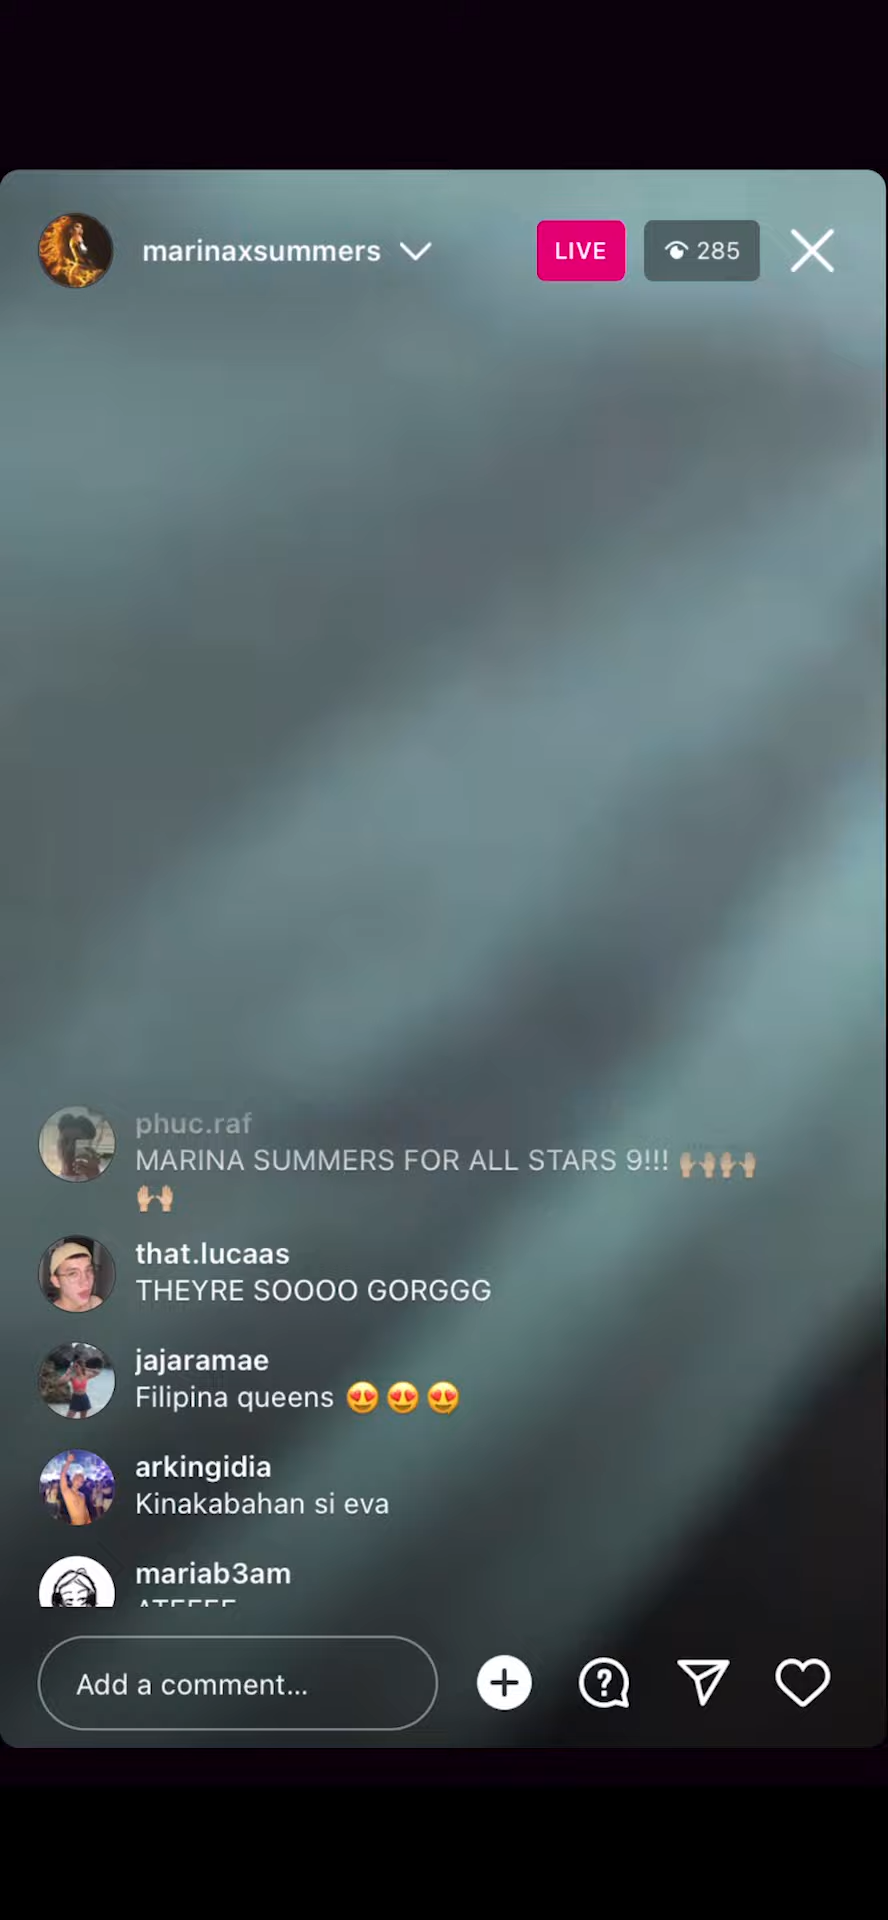 marinaxsummers
LIVE
285
phuc.raf
MARINA SUMMERS FOR ALL STARS 9!!! 🙌🏼🙌🏼
🙌🏼
that.lucaas
THEYRE SOOOO GORGGG
jajaramae
Filipina queens 😍😍😍
arkingidia
Kinakabahan si eva
mariab3am
Add a comment...